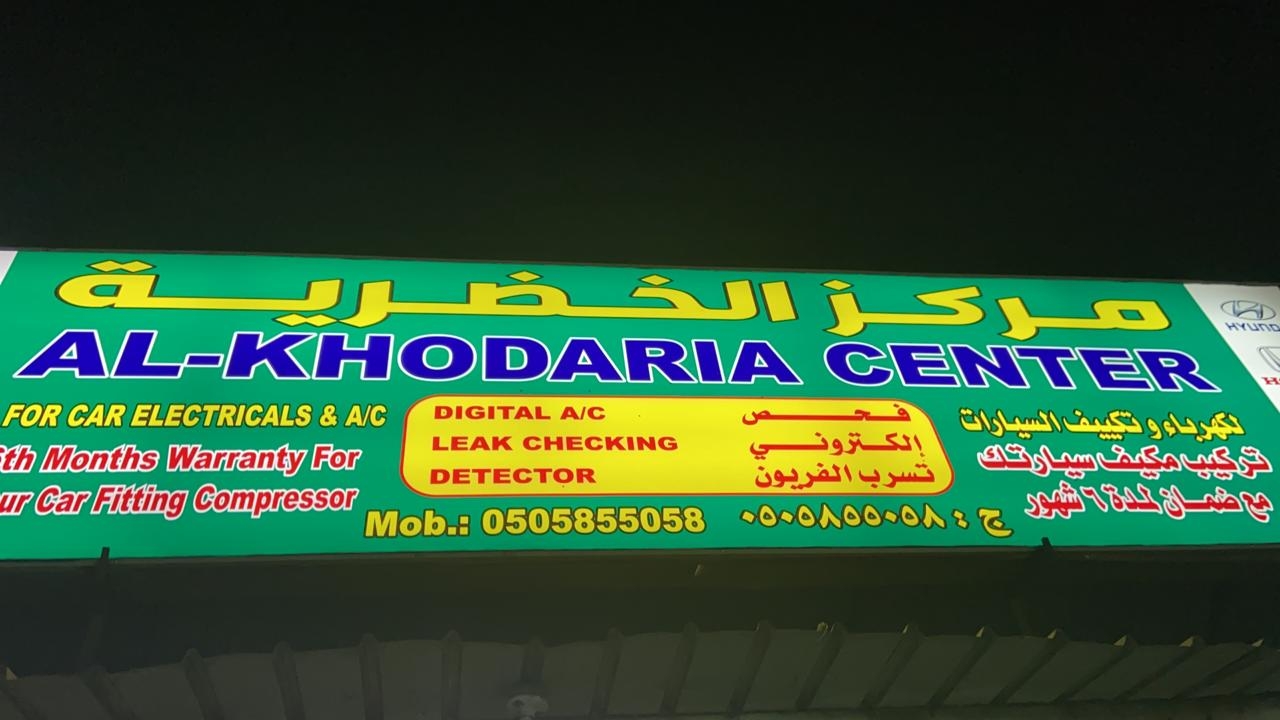 مركز الخضرية
AL-KHODARIA CENTER
FOR CAR ELECTRICALS & A/C
Months Warranty For
Car Fitting Compressor
DIGITAL A/C
LEAK CHECKING
DETECTOR
فحص
إلكتروني
تسرب الفريون
لكهرباء و تكييف السيارات
تركيب مكيف سيارتك
مع ضمان لمدة ٦ شهور
Mob.: 0505855058
ج : ٠٥٠٥٨٥٥٠٥٨